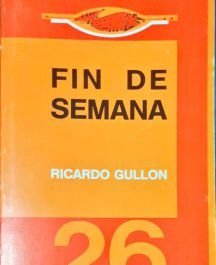 FIN DE
SEMANA
RICARDO GULLON
26